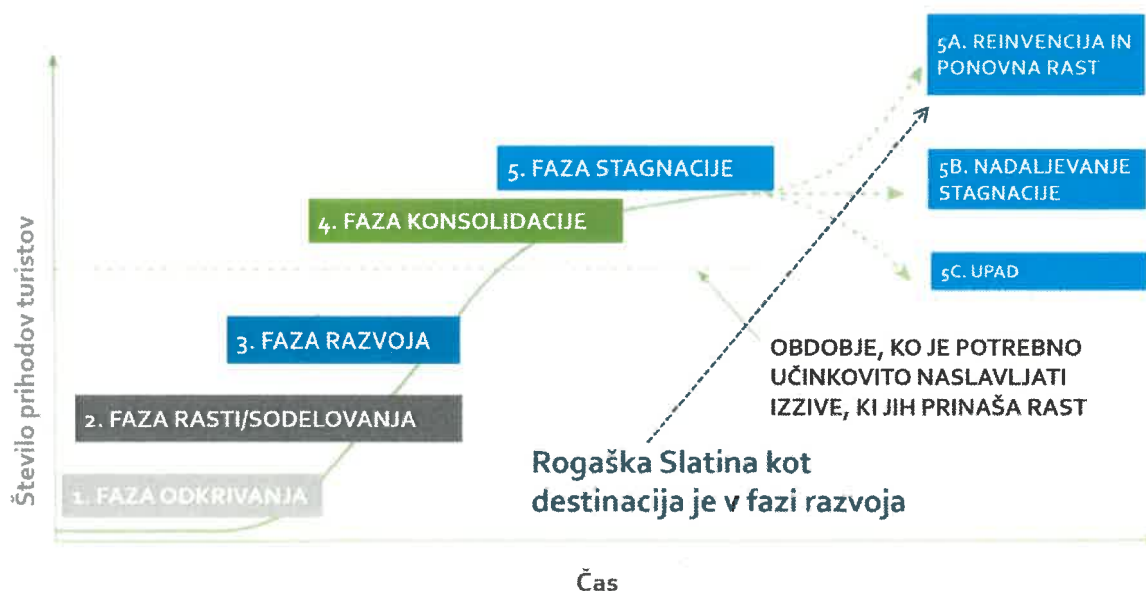 5A. REINVENCIJA IN
PONOVNA RAST
5. FAZA STAGNACIJE
5B. NADALJEVANJE
STAGNACIJE
4. FAZA KONSOLIDACIJE
5C. UPAD
3. FAZA RAZVOJA
OBDOBJE, KO JE POTREBNO
UČINKOVITO NASLAVLJATI
IZZIVE, KI JIH PRINAŠA RAST
2. FAZA RASTI/SODELOVANJA
Rogaška Slatina kot
destinacija je v fazi razvoja
1. FAZA ODKRIVANJA
Število prihodov turistov
Čas